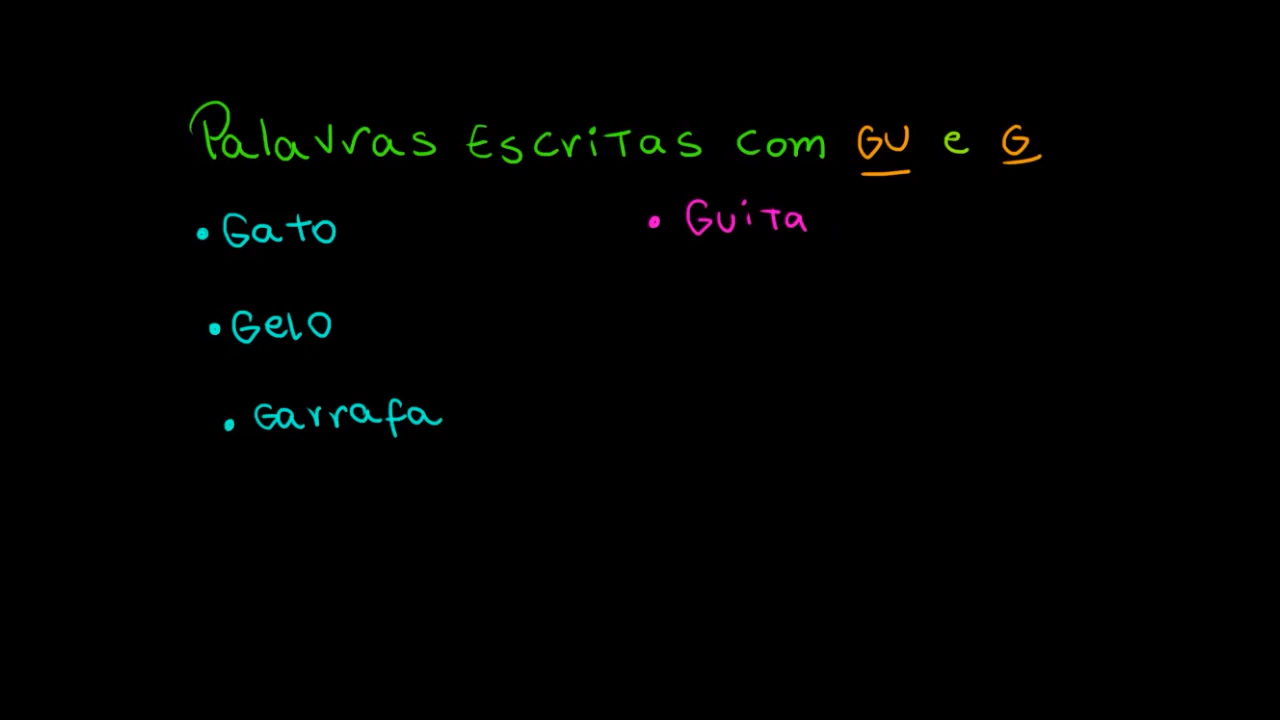 Palavras Escritas com GU e G
• Gato
• Guita
• Gelo
• Garrafa